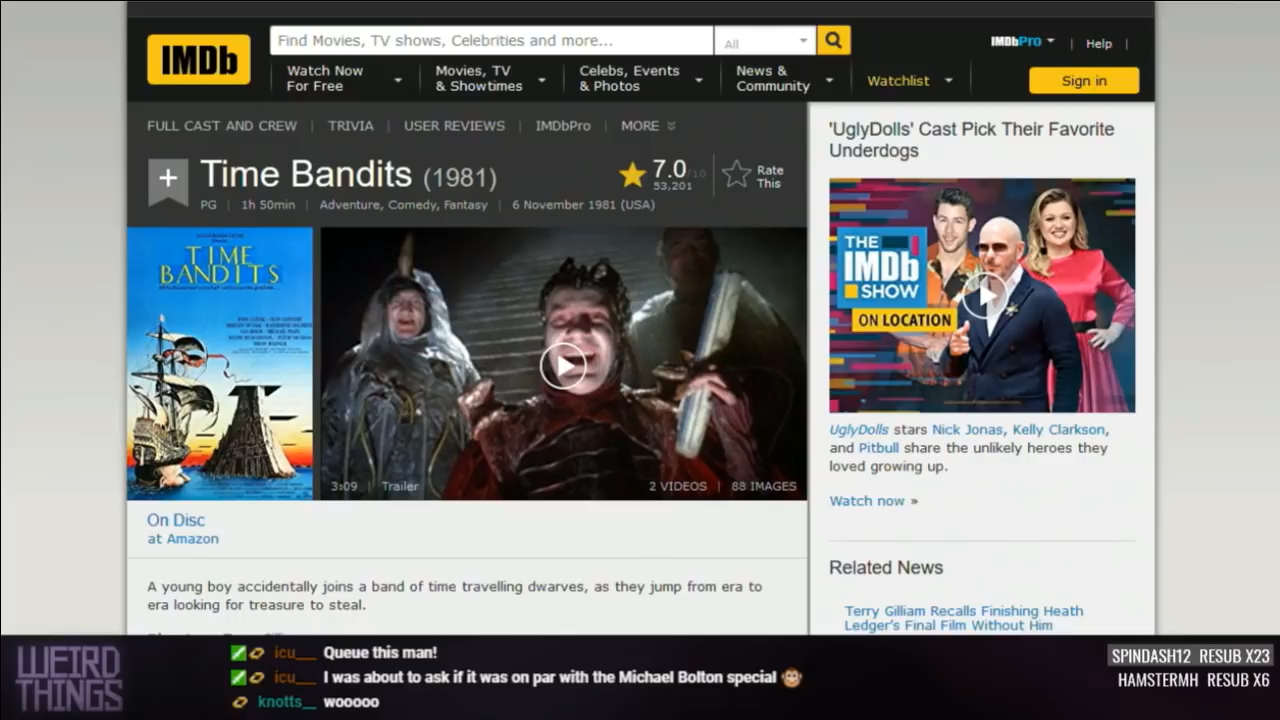 IMDb
Find Movies, TV shows, Celebrities and more...
All
IMDbPro
Help
Watch Now
For Free
Movies, TV
& Showtimes
Celebs, Events
& Photos
News &
Community
Watchlist
Sign in
FULL CAST AND CREW
TRIVIA
USER REVIEWS
IMDbPro
MORE
Time Bandits (1981)
7.0/10
53,201
Rate
This
PG | 1h 50min | Adventure, Comedy, Fantasy | 6 November 1981 (USA)
TIME
BANDITS
3:09 | Trailer
2 VIDEOS | 88 IMAGES
On Disc
at Amazon
A young boy accidentally joins a band of time travelling dwarves, as they jump from era to
era looking for treasure to steal.
'UglyDolls' Cast Pick Their Favorite
Underdogs
THE
IMDb
SHOW
ON LOCATION
UglyDolls stars Nick Jonas, Kelly Clarkson,
and Pitbull share the unlikely heroes they
loved growing up.
Watch now »
Related News
Terry Gilliam Recalls Finishing Heath
Ledger's Final Film Without Him
WEIRD
THINGS
icu__ Queue this man!
icu__ I was about to ask if it was on par with the Michael Bolton special
knotts_ wooooo
SPINDASH12 RESUB X23
HAMSTERMH RESUB X6